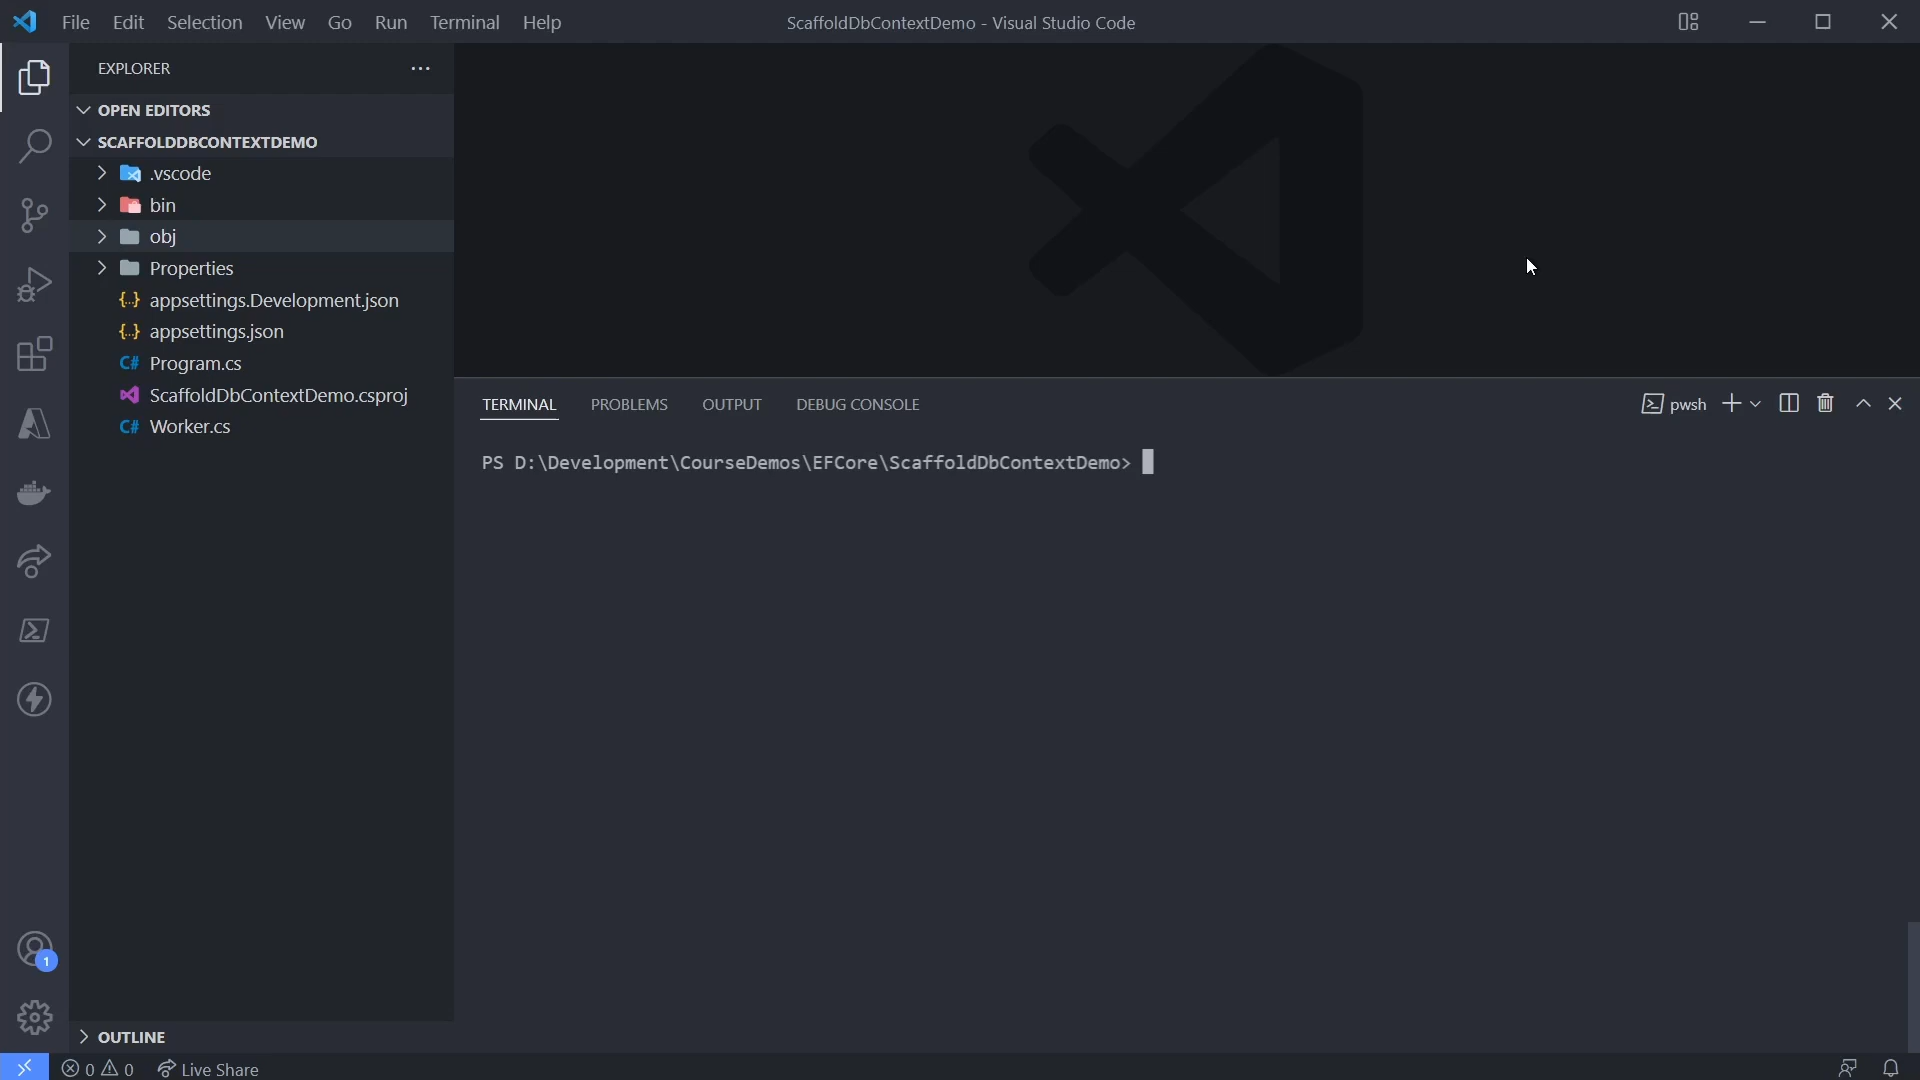 File Edit Selection View Go Run Terminal Help
ScaffoldDbContextDemo - Visual Studio Code
EXPLORER
OPEN EDITORS
SCAFFOLDDBCONTEXTDEMO
.vscode
bin
obj
Properties
{..} appsettings.Development.json
{..} appsettings.json
C# Program.cs
ScaffoldDbContextDemo.csproj
C# Worker.cs
OUTLINE
TERMINAL PROBLEMS OUTPUT DEBUG CONSOLE
pwsh
PS D:\Development\CourseDemos\EFCore\ScaffoldDbContextDemo>
1
0 0 Live Share